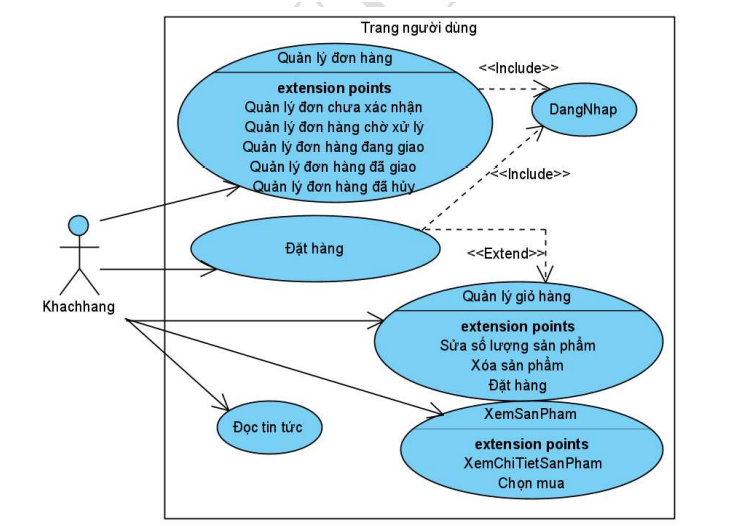 Trang người dùng
Quản lý đơn hàng
extension points
Quản lý đơn chưa xác nhận
Quản lý đơn hàng chờ xử lý
Quản lý đơn hàng đang giao
Quản lý đơn hàng đã giao
Quản lý đơn hàng đã hủy
<<Include>>
DangNhap
<<Include>>
Đặt hàng
<<Extend>>
Khachhang
Quản lý giỏ hàng
extension points
Sửa số lượng sản phẩm
Xóa sản phẩm
Đặt hàng
Đọc tin tức
XemSanPham
extension points
XemChiTietSanPham
Chọn mua